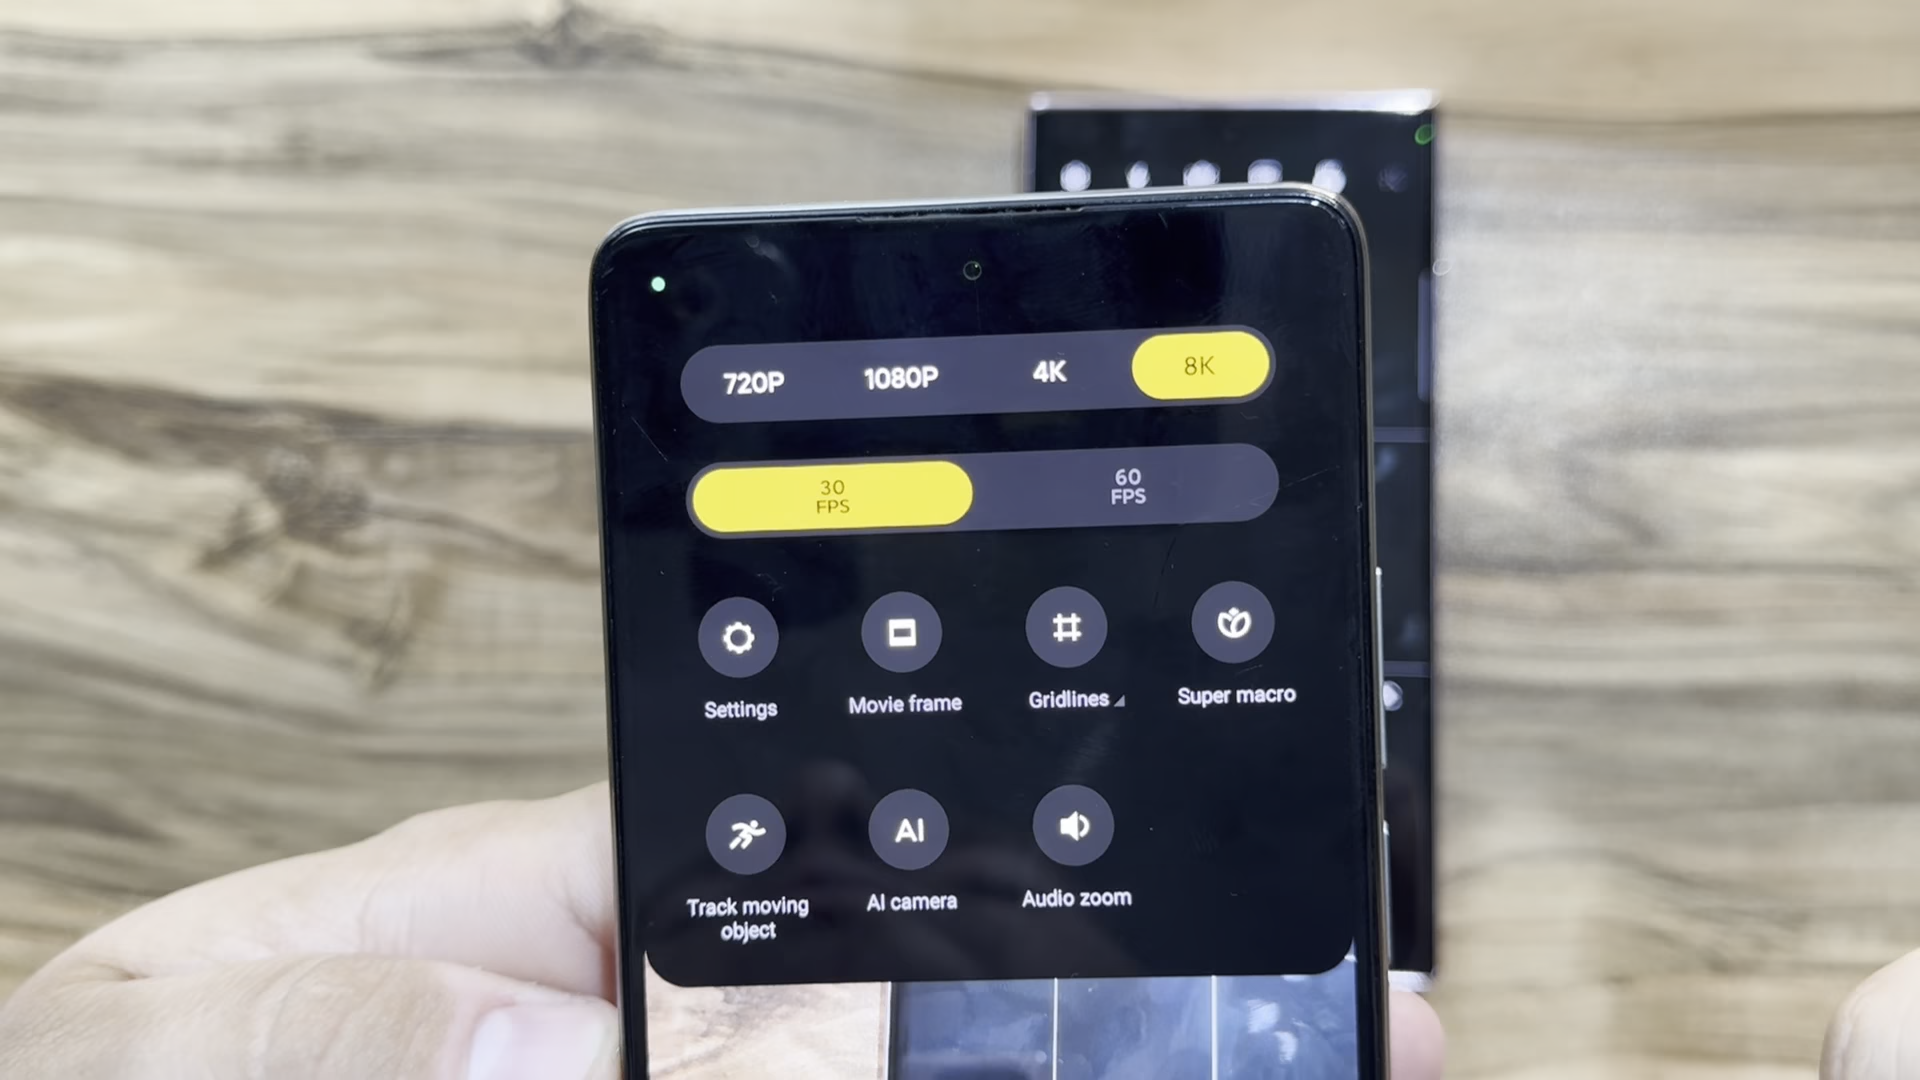 720P 1080P 4K 8K
30 60
FPS FPS
Settings Movie frame Gridlines Super macro
AI
Track moving AI camera Audio zoom
object